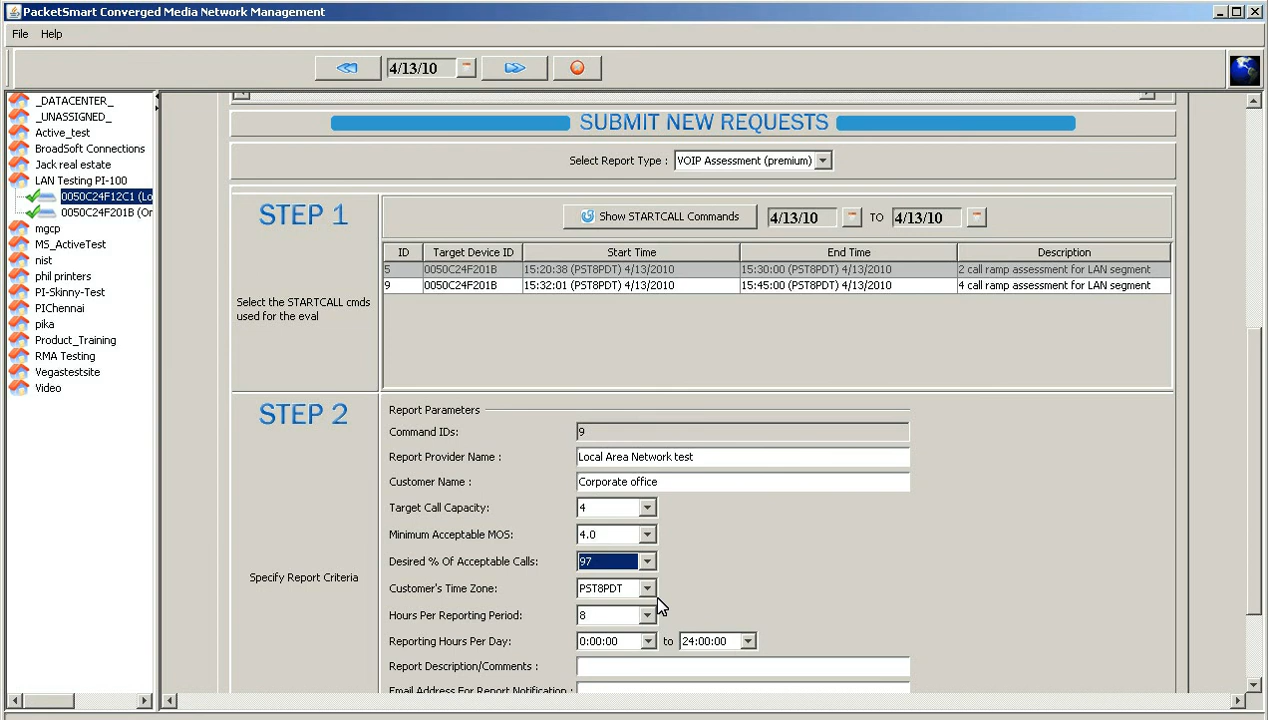 PacketSmart Converged Media Network Management
File Help
4/13/10
_DATACENTER_
_UNASSIGNED_
Active_test
BroadSoft Connections
Jack real estate
LAN Testing PI-100
0050C24F12C1 (Lo
0050C24F201B (Or
mgcp
MS_ActiveTest
nist
phil printers
PI-Skinny-Test
PIChennai
pika
Product_Training
RMA Testing
Vegastestsite
Video
SUBMIT NEW REQUESTS
Select Report Type : VOIP Assessment (premium)
STEP 1
Select the STARTCALL cmds
used for the eval
Show STARTCALL Commands 4/13/10 TO 4/13/10
ID Target Device ID Start Time End Time Description
5 0050C24F201B 15:20:38 (PST8PDT) 4/13/2010 15:30:00 (PST8PDT) 4/13/2010 2 call ramp assessment for LAN segment
9 0050C24F201B 15:32:01 (PST8PDT) 4/13/2010 15:45:00 (PST8PDT) 4/13/2010 4 call ramp assessment for LAN segment
STEP 2
Specify Report Criteria
Report Parameters
Command IDs: 9
Report Provider Name : Local Area Network test
Customer Name : Corporate office
Target Call Capacity: 4
Minimum Acceptable MOS: 4.0
Desired % Of Acceptable Calls: 97
Customer's Time Zone: PST8PDT
Hours Per Reporting Period: 8
Reporting Hours Per Day: 0:00:00 to 24:00:00
Report Description/Comments :
Email Address For Report Notification :